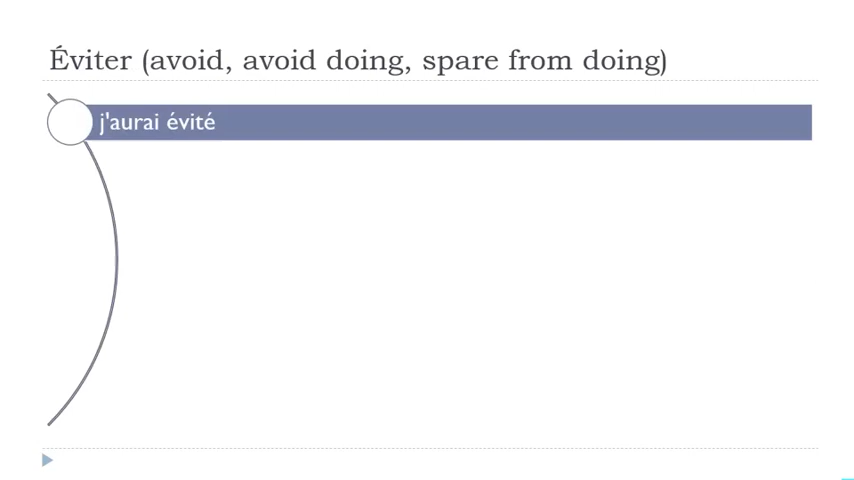 Éviter (avoid, avoid doing, spare from doing)
j'aurai évité